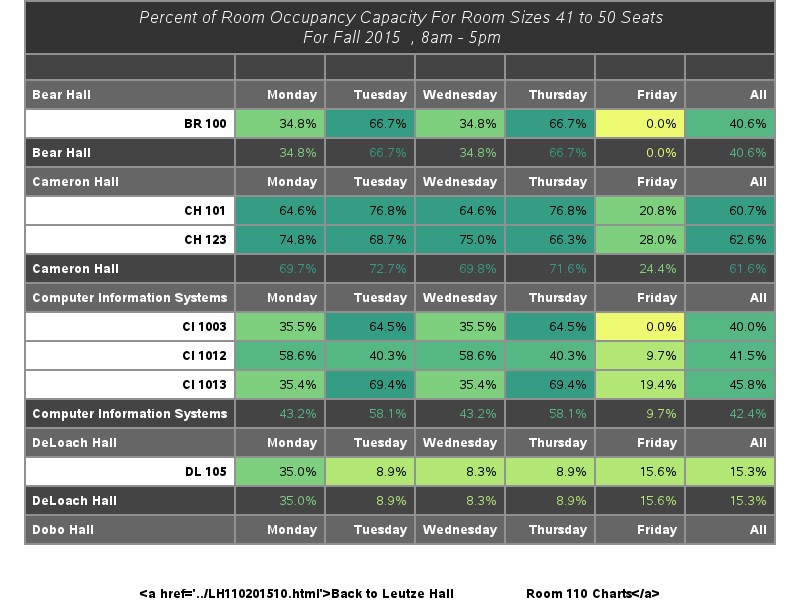 Percent of Room Occupancy Capacity For Room Sizes 41 to 50 Seats
For Fall 2015 , 8am - 5pm
Bear Hall Monday Tuesday Wednesday Thursday Friday All
BR 100 34.8% 66.7% 34.8% 66.7% 0.0% 40.6%
Bear Hall 34.8% 66.7% 34.8% 66.7% 0.0% 40.6%
Cameron Hall Monday Tuesday Wednesday Thursday Friday All
CH 101 64.6% 76.8% 64.6% 76.8% 20.8% 60.7%
CH 123 74.8% 68.7% 75.0% 66.3% 28.0% 62.6%
Cameron Hall 69.7% 72.7% 69.8% 71.6% 24.4% 61.6%
Computer Information Systems Monday Tuesday Wednesday Thursday Friday All
CI 1003 35.5% 64.5% 35.5% 64.5% 0.0% 40.0%
CI 1012 58.6% 40.3% 58.6% 40.3% 9.7% 41.5%
CI 1013 35.4% 69.4% 35.4% 69.4% 19.4% 45.8%
Computer Information Systems 43.2% 58.1% 43.2% 58.1% 9.7% 42.4%
DeLoach Hall Monday Tuesday Wednesday Thursday Friday All
DL 105 35.0% 8.9% 8.3% 8.9% 15.6% 15.3%
DeLoach Hall 35.0% 8.9% 8.3% 8.9% 15.6% 15.3%
Dobo Hall Monday Tuesday Wednesday Thursday Friday All
<a href='../LH110201510.html'>Back to Leutze Hall Room 110 Charts</a>